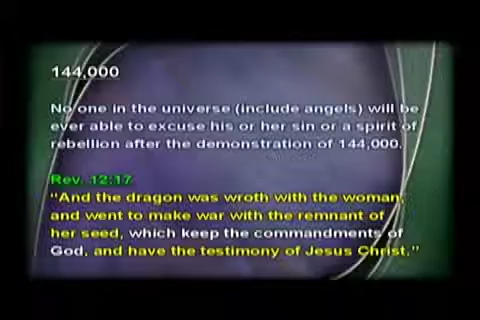 144,000
No one in the universe (include angels) will be
ever able to excuse his or her sin or a spirit of
rebellion after the demonstration of 144,000.
Rev. 12:17
“And the dragon was wroth with the woman,
and went to make war with the remnant of
her seed, which keep the commandments of
God, and have the testimony of Jesus Christ.”